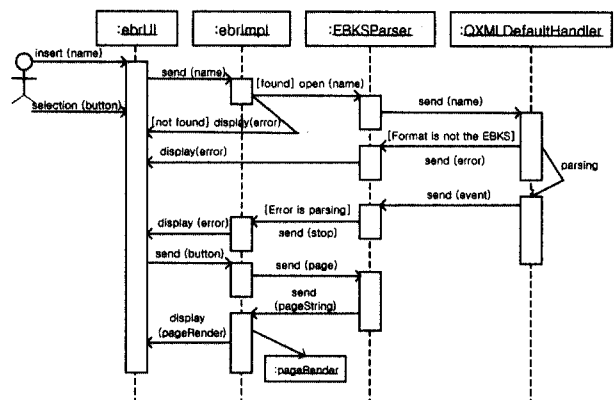 :ebrUI :ebrImpl :EBKSParser :QXMLDefaultHandler
insert (name)
send (name)
[found] open (name)
selection (button)
send (name)
[not found] display(error)
[Format is not the EBKS]
display(error)
send (error)
parsing
send (event)
[Error is parsing]
display (error)
send (stop)
send (button)
send (page)
send
(pageString)
display
(pageRender)
:pageRender